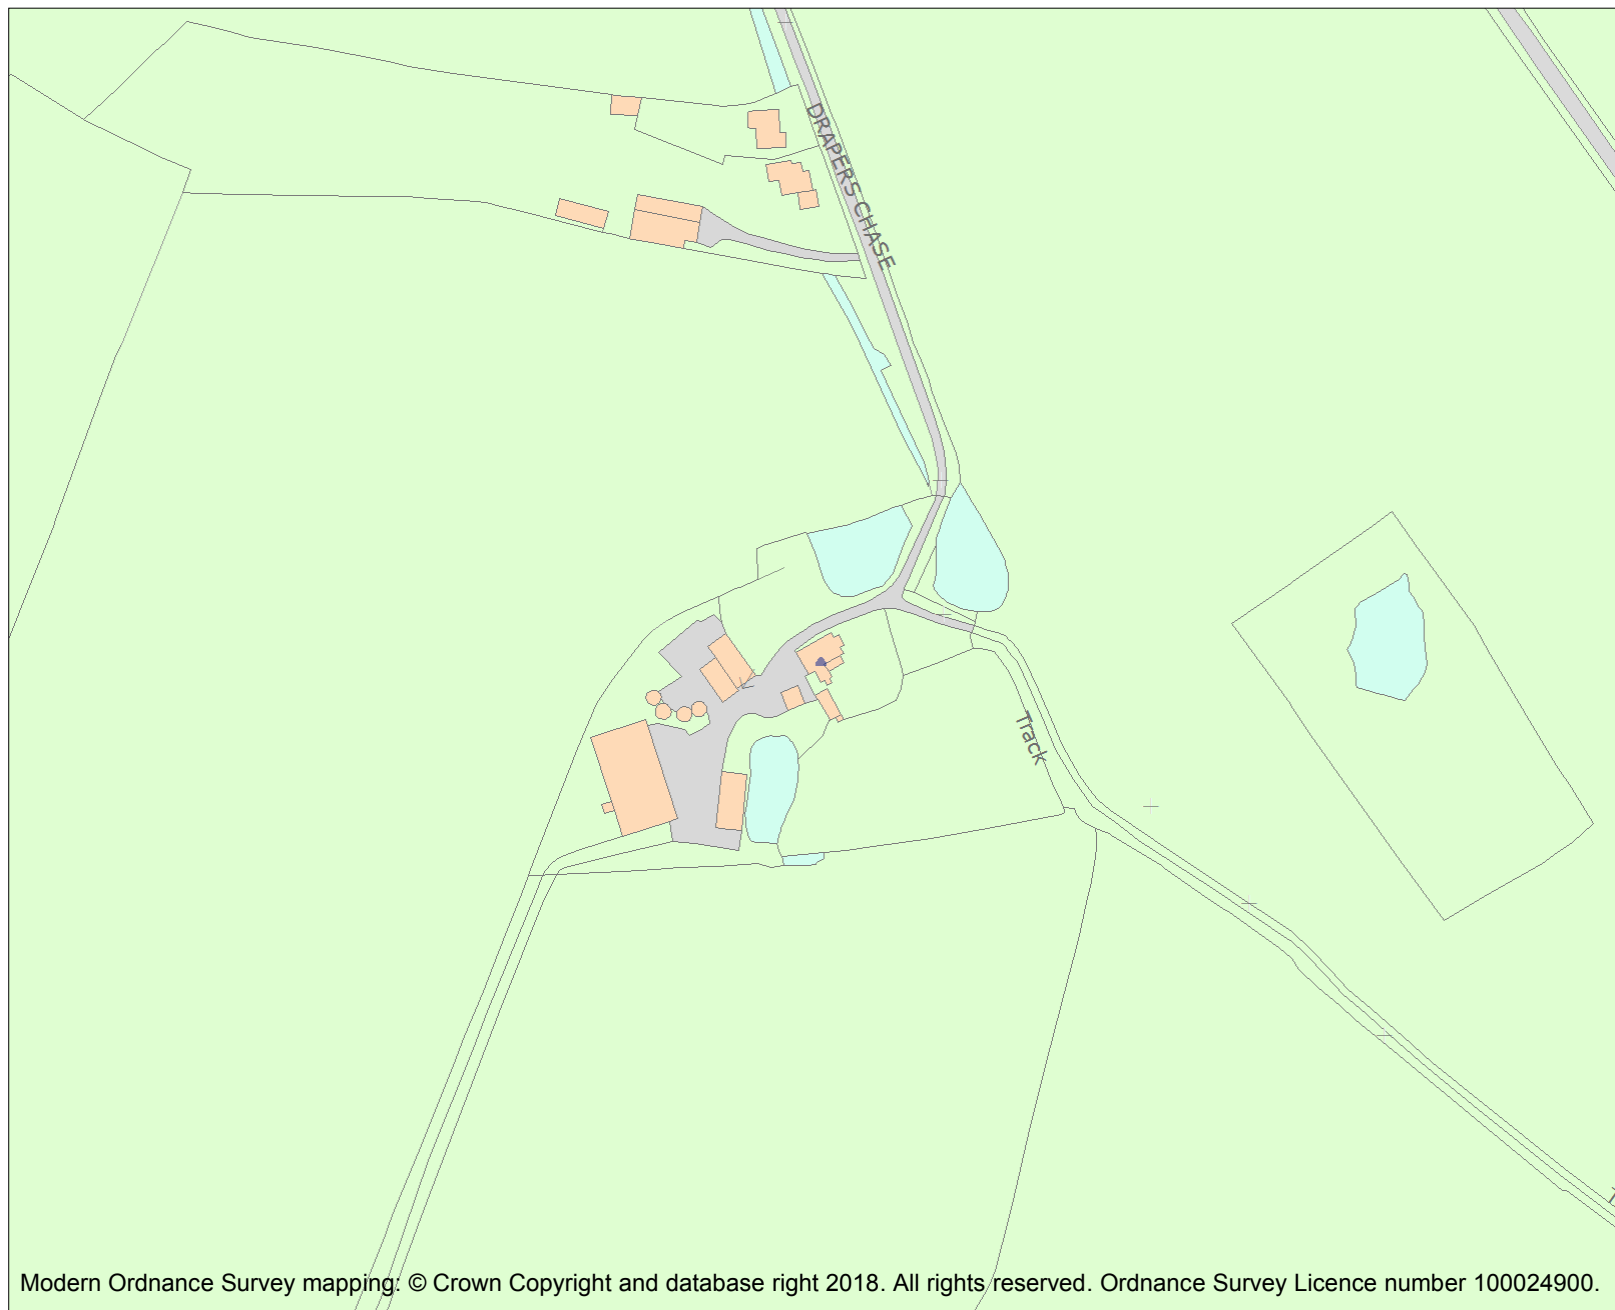 DRAPERS CHASE
Track
Modern Ordnance Survey mapping: © Crown Copyright and database right 2018. All rights reserved. Ordnance Survey Licence number 100024900.